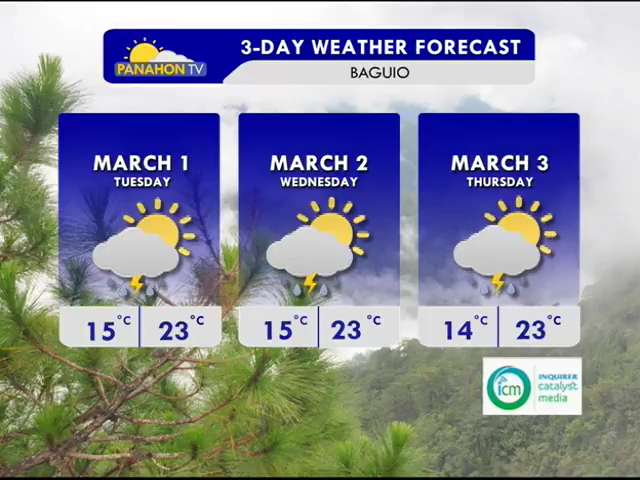 PANAHON TV
3-DAY WEATHER FORECAST
BAGUIO
MARCH 1
TUESDAY
15°C
23°C
MARCH 2
WEDNESDAY
15°C
23°C
MARCH 3
THURSDAY
14°C
23°C
icm
INQUIRER
catalyst
media